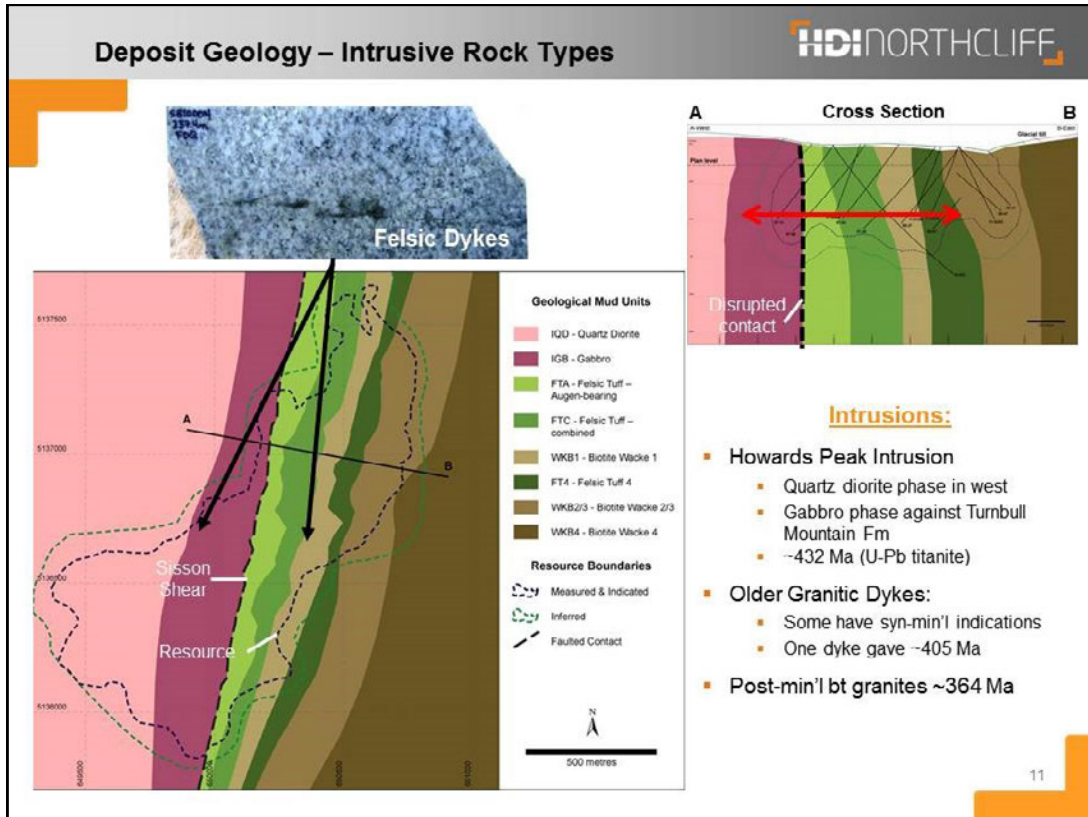 Deposit Geology – Intrusive Rock Types
HDINORTHCLIFF
FDG
Felsic Dykes
A
Cross Section
B
Glacial till
Plan level
Disrupted
contact
5137500
A
5137000
B
Sisson
Shear
Resource
5136000
649500
Geological Mud Units
IQD - Quartz Diorite
IGB - Gabbro
FTA - Felsic Tuff –
Augen-bearing
FTC - Felsic Tuff –
combined
WKB1 - Biotite Wacke 1
FT4 - Felsic Tuff 4
WKB2/3 - Biotite Wacke 2/3
WKB4 - Biotite Wacke 4
Resource Boundaries
Measured & Indicated
Inferred
Faulted Contact
N
500 metres
Intrusions:
Howards Peak Intrusion
Quartz diorite phase in west
Gabbro phase against Turnbull
Mountain Fm
~432 Ma (U-Pb titanite)
Older Granitic Dykes:
Some have syn-min'l indications
One dyke gave ~405 Ma
Post-min'l bt granites ~364 Ma
11